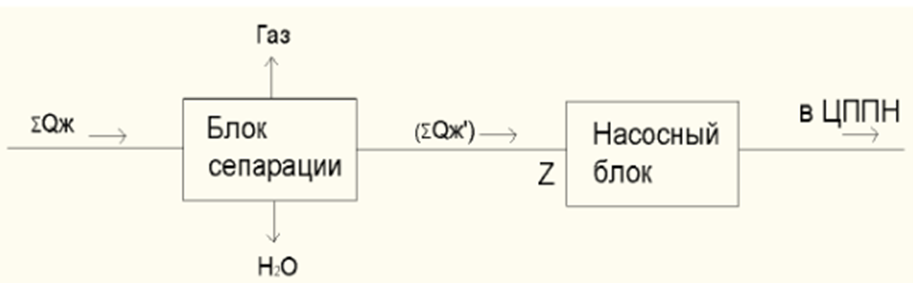 Газ
ΣQж
Блок
сепарации
(ΣQж')
Z
Насосный
блок
в ЦППН
H₂O